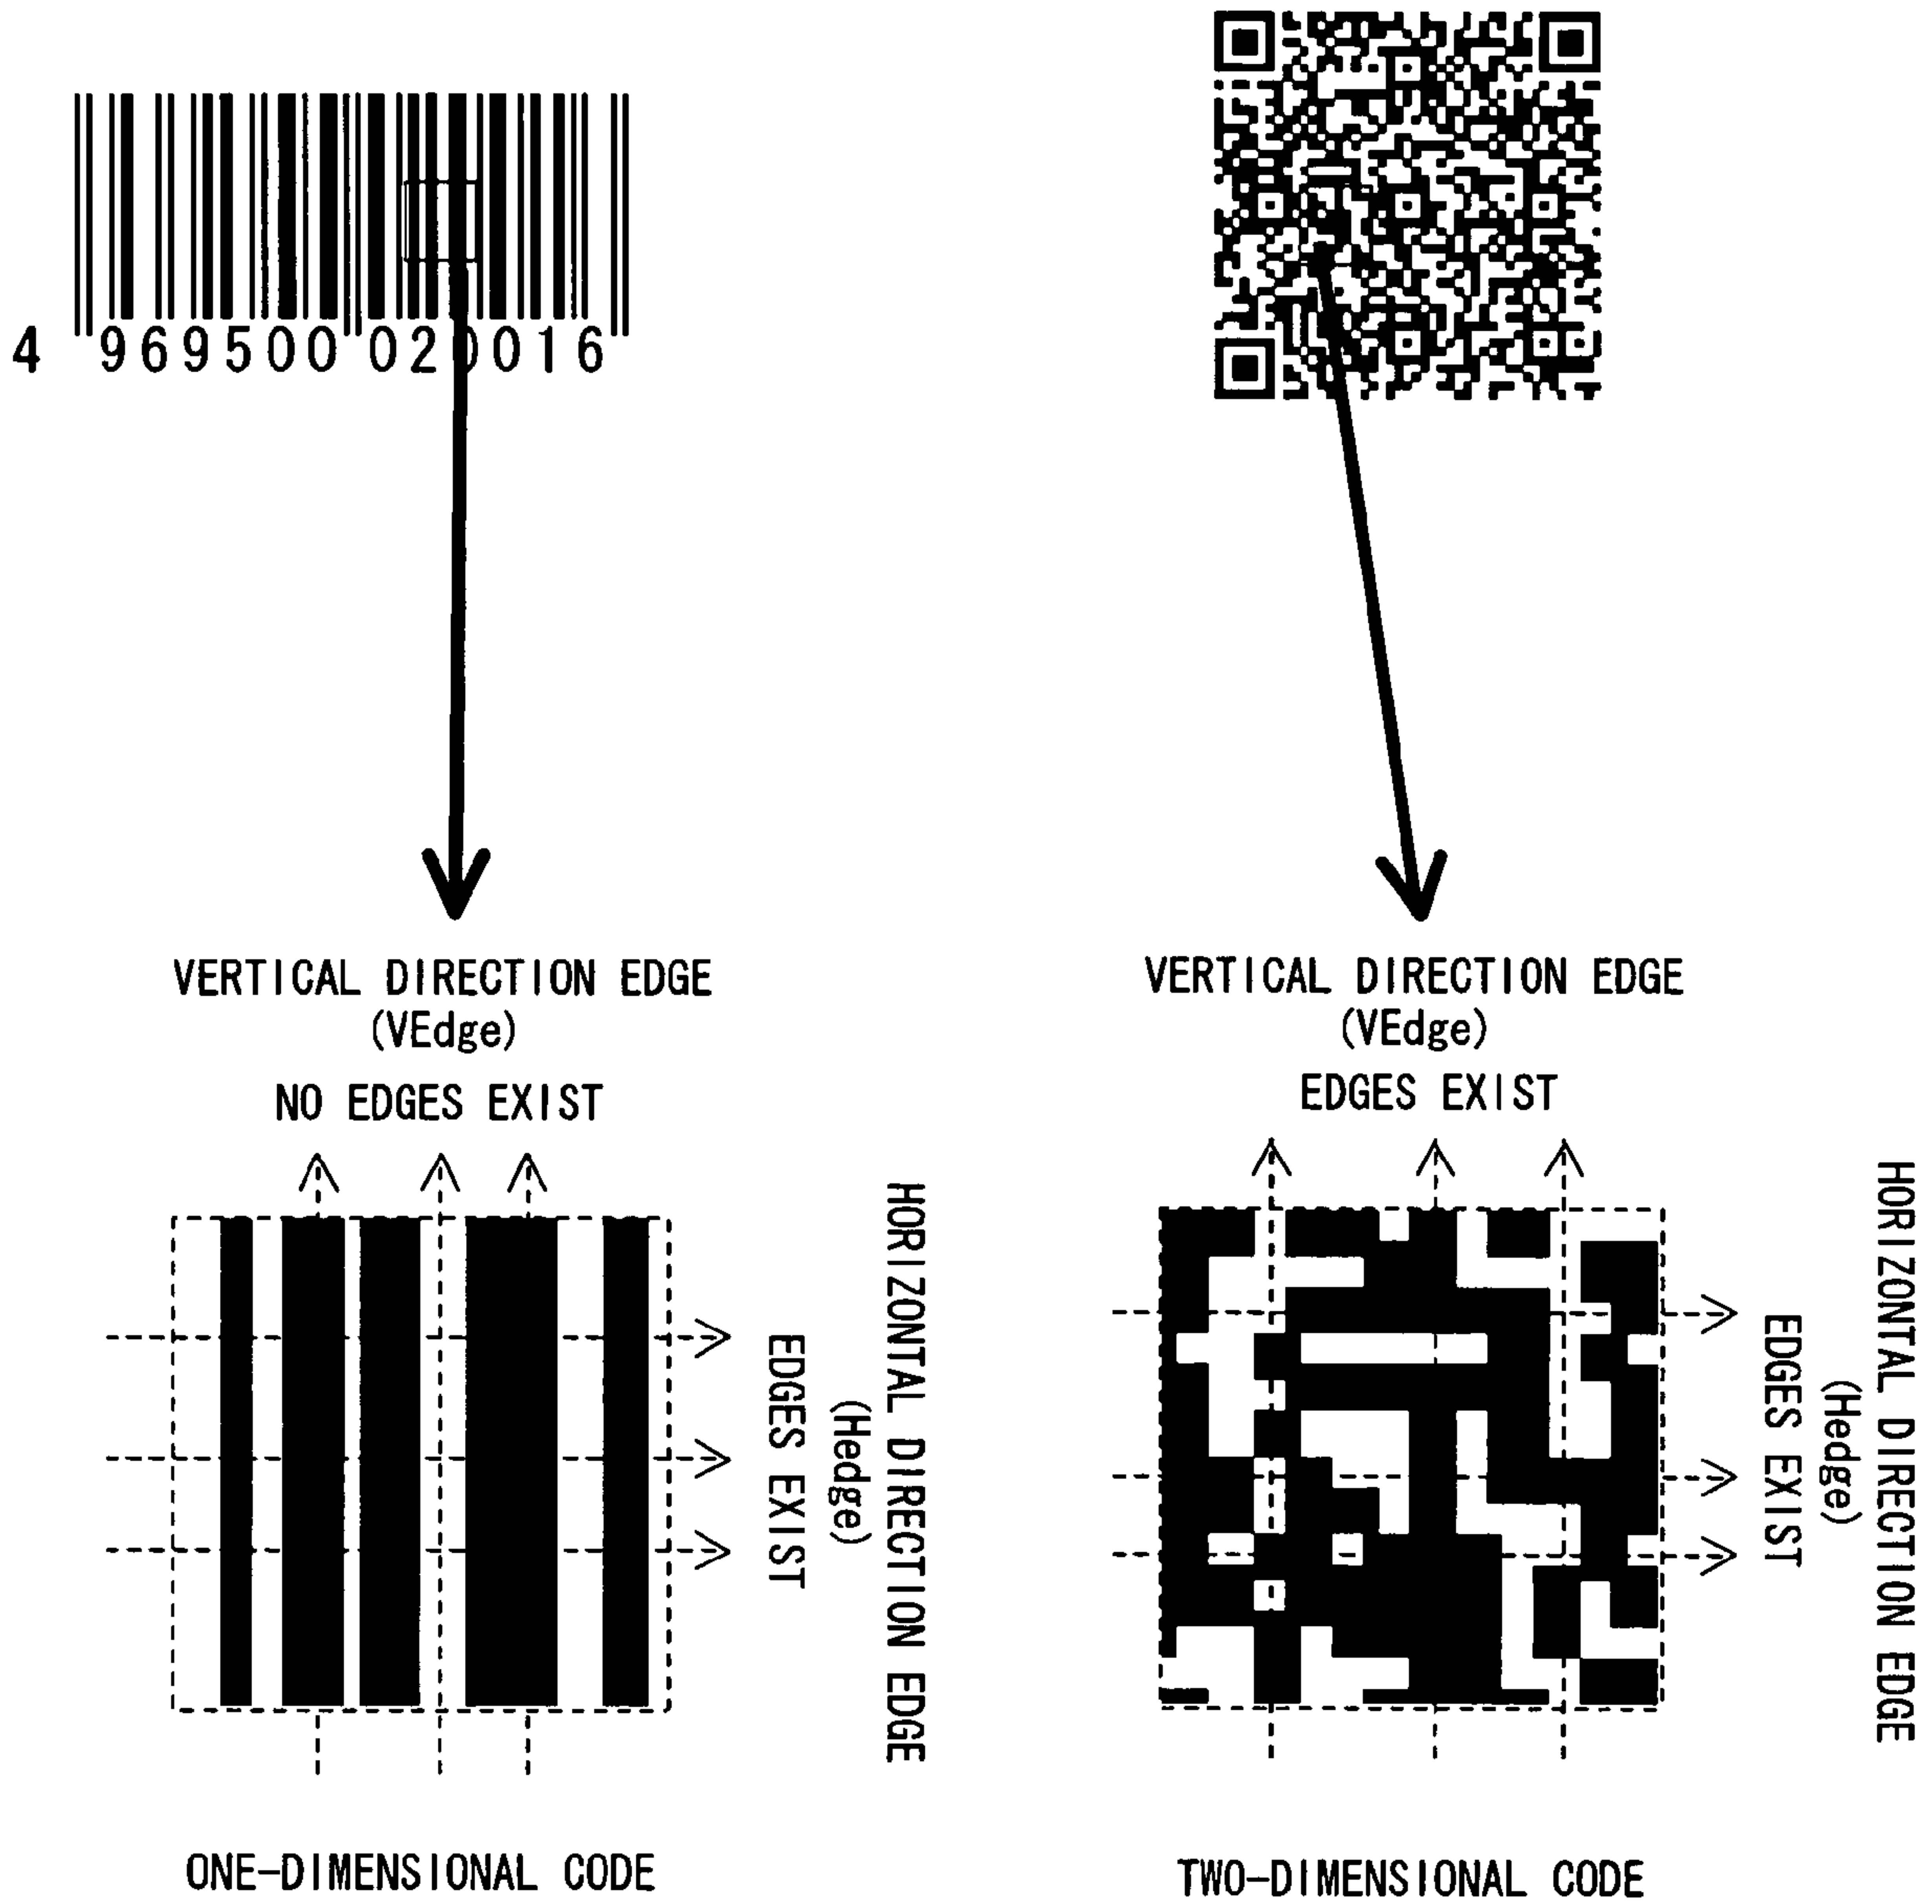 4 969500 020016
VERTICAL DIRECTION EDGE
(VEdge)
NO EDGES EXIST
HORIZONTAL DIRECTION EDGE
(Hedge)
EDGES EXIST
ONE-DIMENSIONAL CODE
VERTICAL DIRECTION EDGE
(VEdge)
EDGES EXIST
HORIZONTAL DIRECTION EDGE
(Hedge)
EDGES EXIST
TWO-DIMENSIONAL CODE